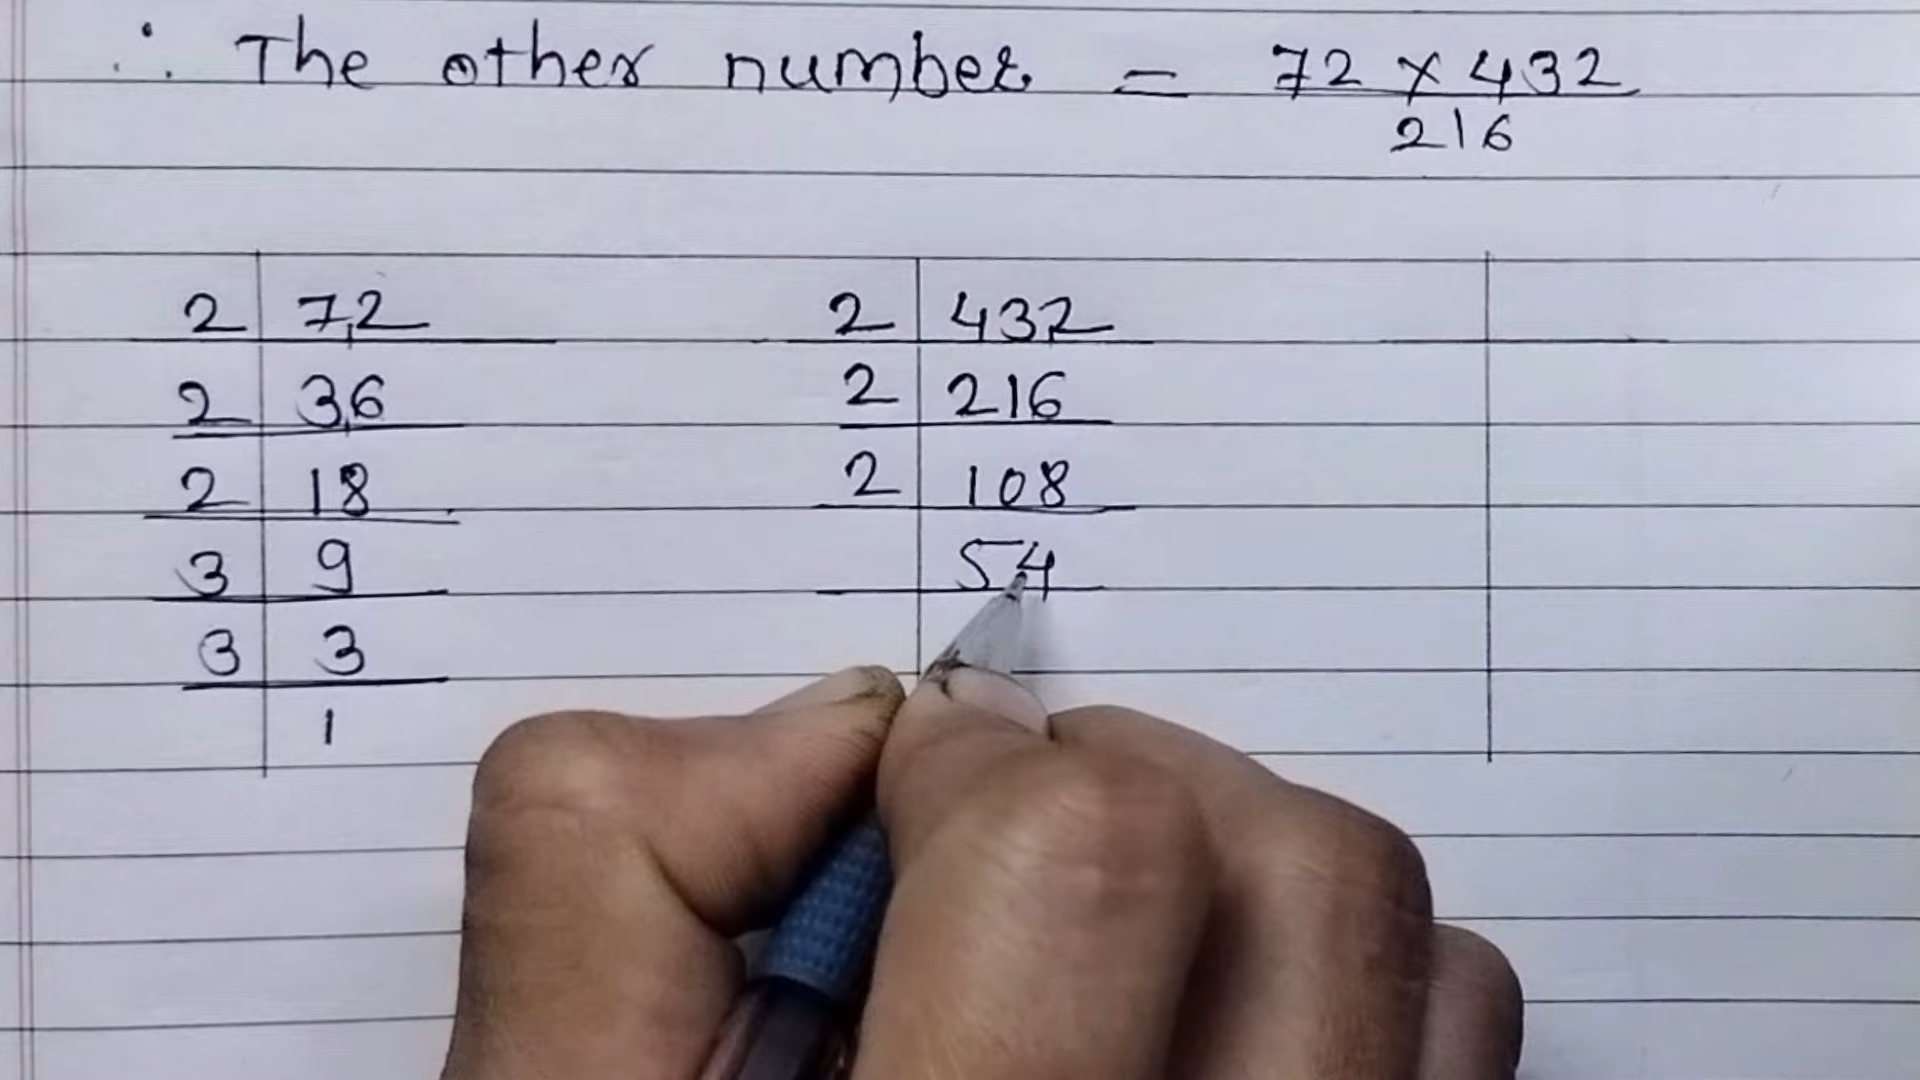 ∴ The other number = 72 × 432
216
2 72 2 432
2 36 2 216
2 18 2 108
3 9 54
3 3
1